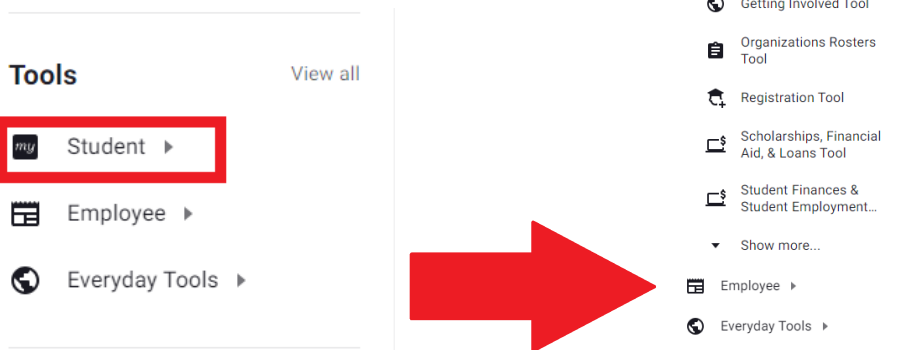 Tools
View all
my Student
Employee
Everyday Tools
Getting Involved Tool
Organizations Rosters
Tool
Registration Tool
Scholarships, Financial
Aid, & Loans Tool
Student Finances &
Student Employment...
Show more...
Employee
Everyday Tools